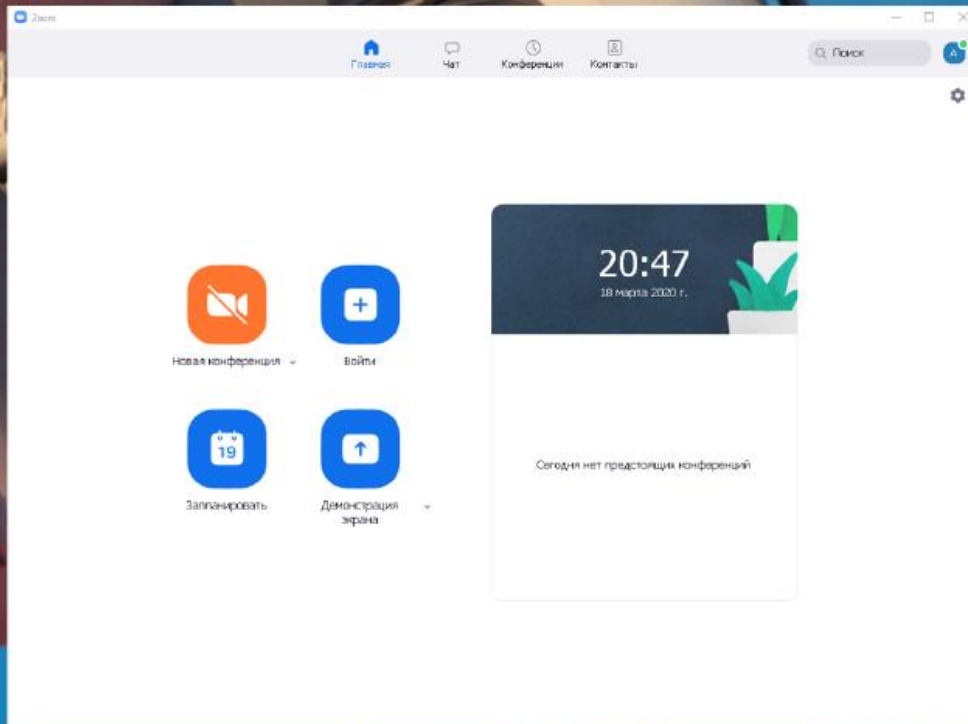 Zoom
Главная
Чат
Конференции
Контакты
Поиск
A
20:47
18 марта 2020 г.
Новая конференция
Войти
19
Запланировать
Демонстрация
экрана
Сегодня нет предстоящих конференций